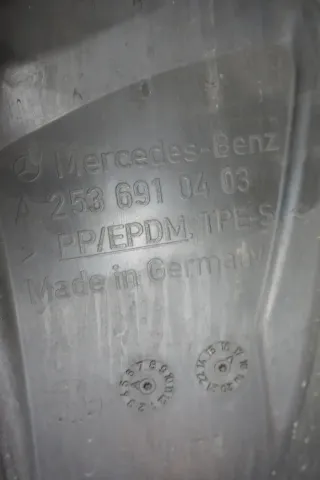 Mercedes-Benz
A 253 691 04 03
> PP/EPDM, TPE-S <
Made in Germany